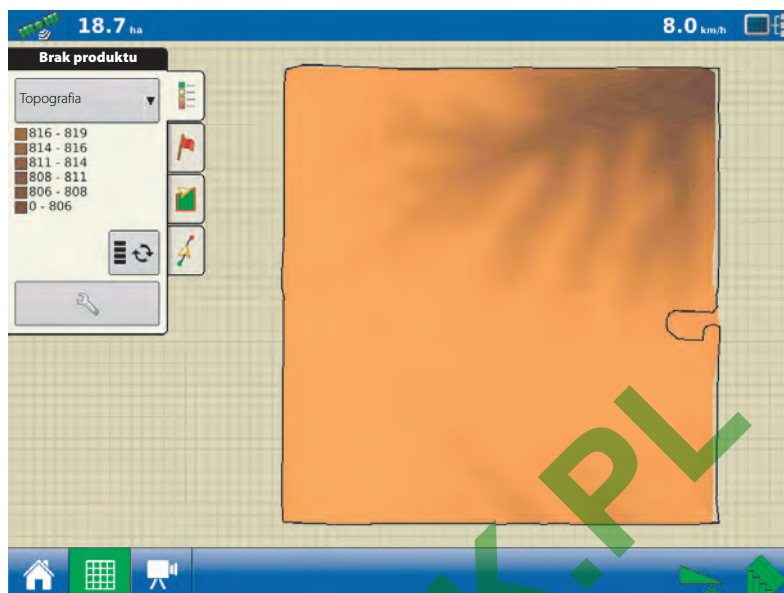 18.7 ha
8.0 km/h
Brak produktu
Topografia
816 - 819
814 - 816
811 - 814
808 - 811
806 - 808
0 - 806
K.PL